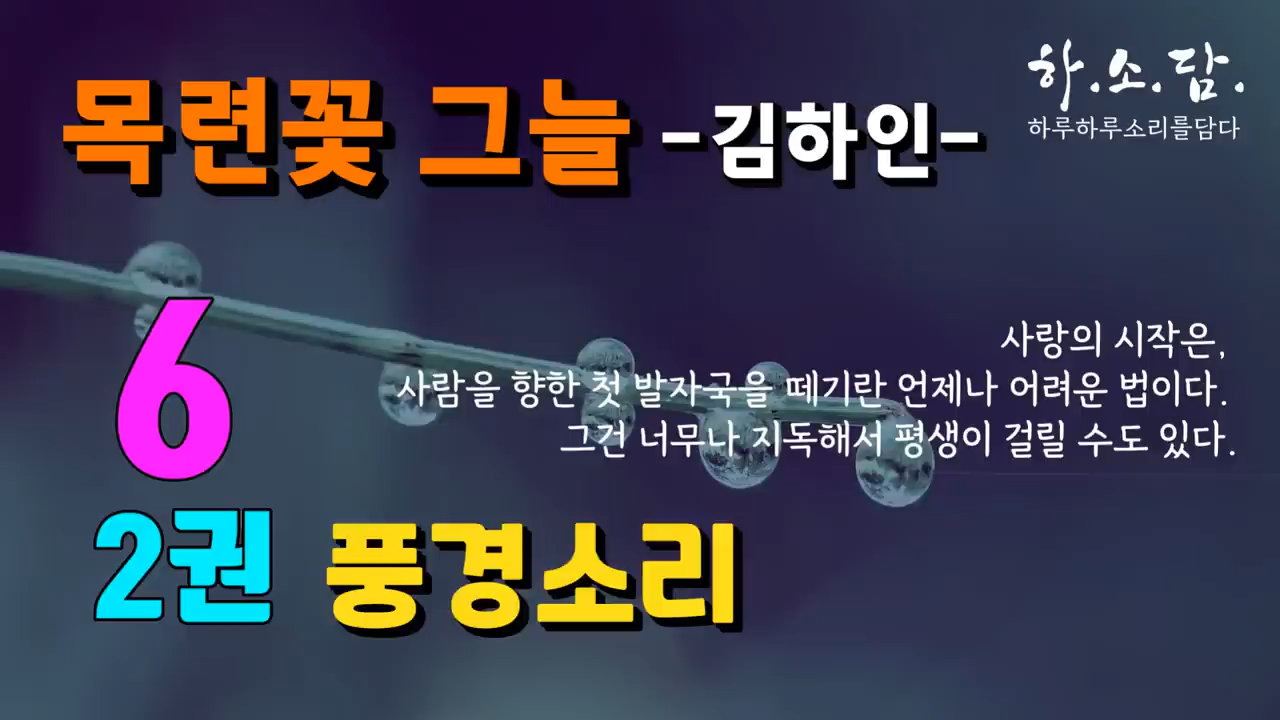 목련꽃 그늘 -김하인-
하.소.담.
하루하루소리를담다
6
사랑의 시작은,
사람을 향한 첫 발자국을 떼기란 언제나 어려운 법이다.
그건 너무나 지독해서 평생이 걸릴 수도 있다.
2권 풍경소리